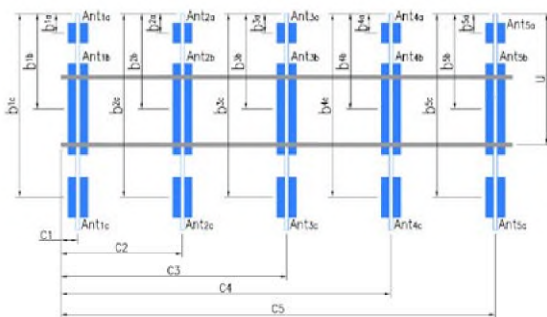 b1a b2a b3a b4a b5a
Ant1a Ant2a Ant3a Ant4a Ant5a
b1b b2b b3b b4b b5b
Ant1b Ant2b Ant3b Ant4b Ant5b
b1c b2c b3c b4c b5c
U
Ant1c Ant2c Ant3c Ant4c Ant5c
C1
C2
C3
C4
C5